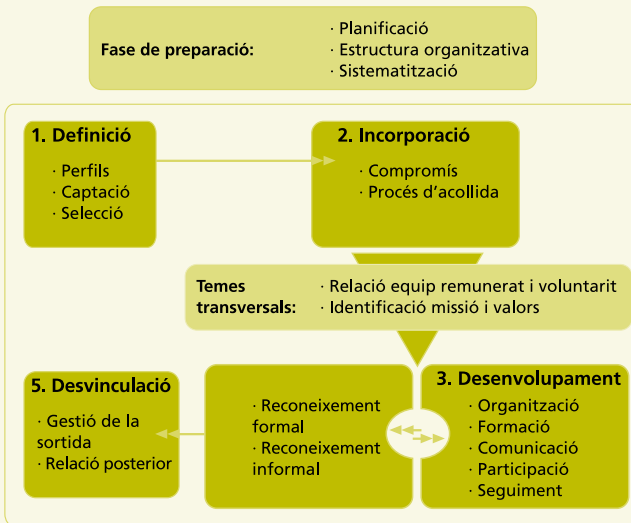 Fase de preparació:
· Planificació
· Estructura organitzativa
· Sistematització
1. Definició
· Perfils
· Captació
· Selecció
2. Incorporació
· Compromís
· Procés d'acollida
Temes
transversals:
· Relació equip remunerat i voluntarit
· Identificació missió i valors
3. Desenvolupament
· Organització
· Formació
· Comunicació
· Participació
· Seguiment
· Reconeixement
formal
· Reconeixement
informal
5. Desvinculació
· Gestió de la
sortida
· Relació posterior